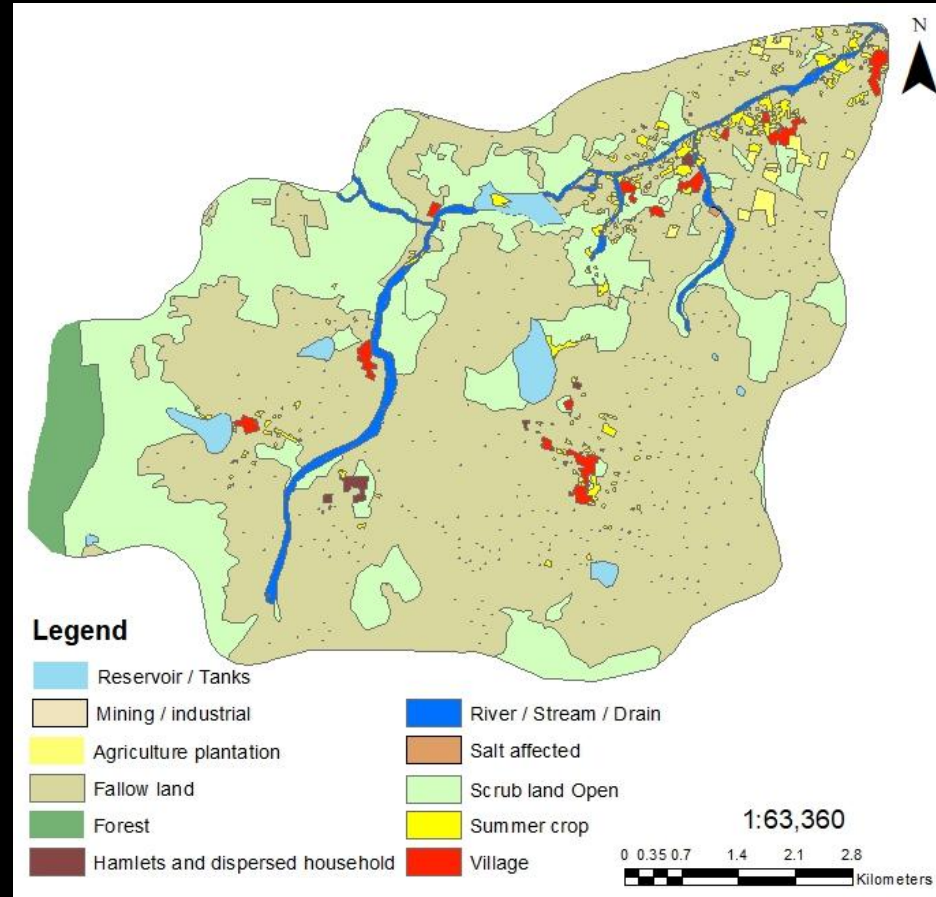 N
Legend
Reservoir / Tanks
Mining / industrial
Agriculture plantation
Fallow land
Forest
Hamlets and dispersed household
River / Stream / Drain
Salt affected
Scrub land Open
Summer crop
Village
1:63,360
0 0.35 0.7 1.4 2.1 2.8
Kilometers